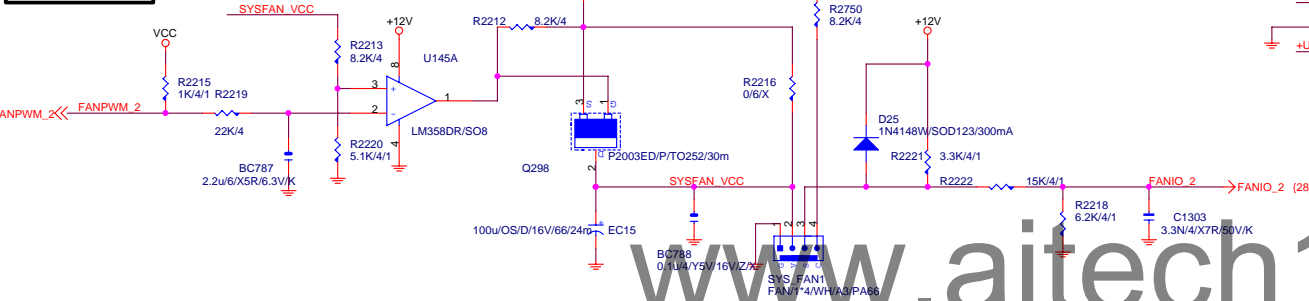 SYSFAN_VCC
VCC
+12V
R2212
8.2K/4
R2750
8.2K/4
+12V
R2213
8.2K/4
U145A
R2215
1K/4/1
R2219
22K/4
ANPWM_2
FANPWM_2
8
3
+
2
-
1
4
LM358DR/SO8
R2220
5.1K/4/1
BC787
2.2u/6/X5R/6.3V/K
3
S
1
G
D
2
P2003ED/P/TO252/30m
Q298
R2216
0/6/X
SYSFAN_VCC
D25
1N4148W/SOD123/300mA
R2221
3.3K/4/1
R2222
15K/4/1
FANIO_2
FANIO_2
{28
R2218
6.2K/4/1
C1303
3.3N/4/X7R/50V/K
100u/OS/D/16V/66/24m
+
EC15
BC788
0.1u/4/Y5V/16V/Z/X
1
2
3
4
G
V
S
C
SYS_FAN1
FAN/1*4/WH/A3/PA66
+U
www.aitech1